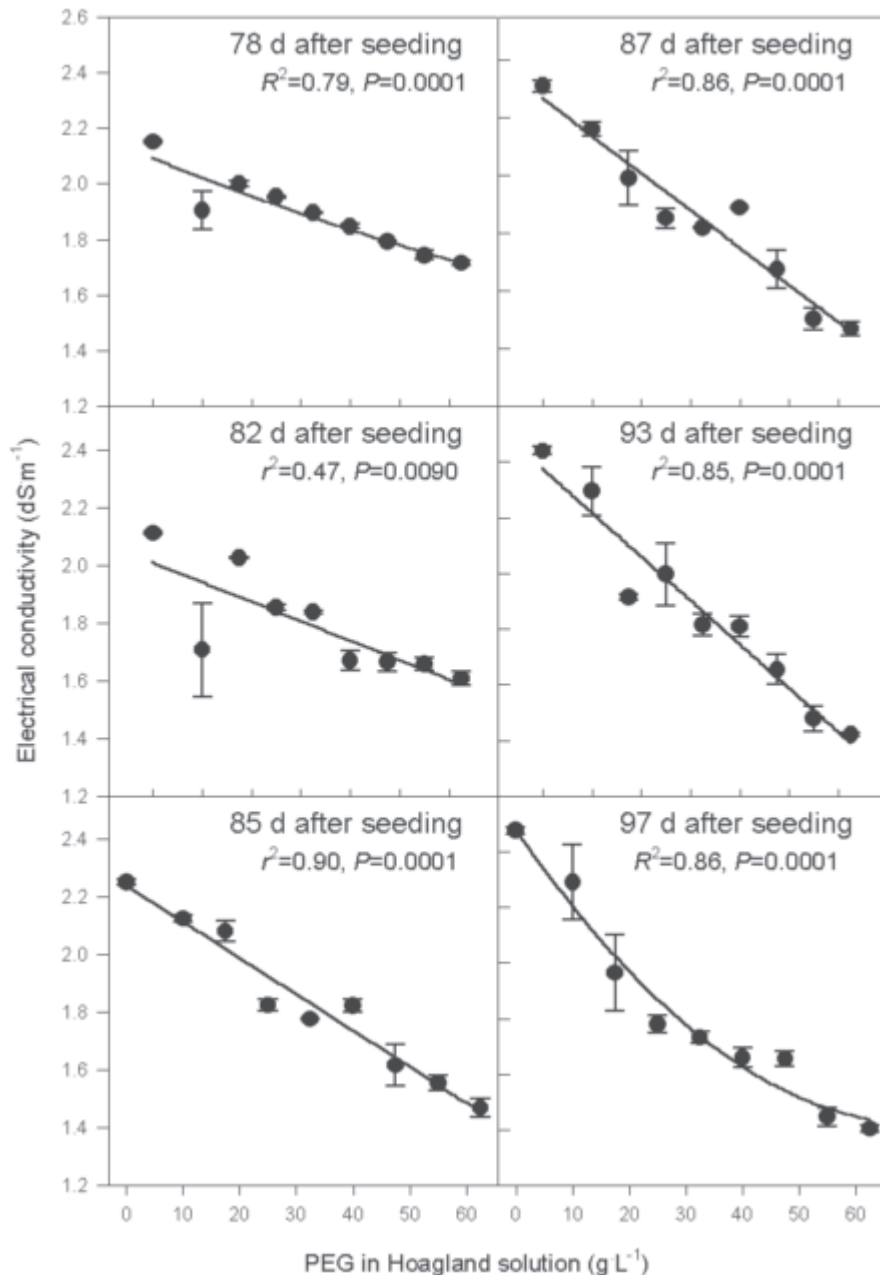 2.6
2.4
2.2
2.0
1.8
1.6
1.4
1.2
78 d after seeding
R²=0.79, P=0.0001
87 d after seeding
r²=0.86, P=0.0001
2.4
2.2
2.0
1.8
1.6
1.4
1.2
82 d after seeding
r²=0.47, P=0.0090
93 d after seeding
r²=0.85, P=0.0001
Electrical conductivity (dSm⁻¹)
2.4
2.2
2.0
1.8
1.6
1.4
1.2
85 d after seeding
r²=0.90, P=0.0001
97 d after seeding
R²=0.86, P=0.0001
0 10 20 30 40 50 60 0 10 20 30 40 50 60
PEG in Hoagland solution (g·L⁻¹)